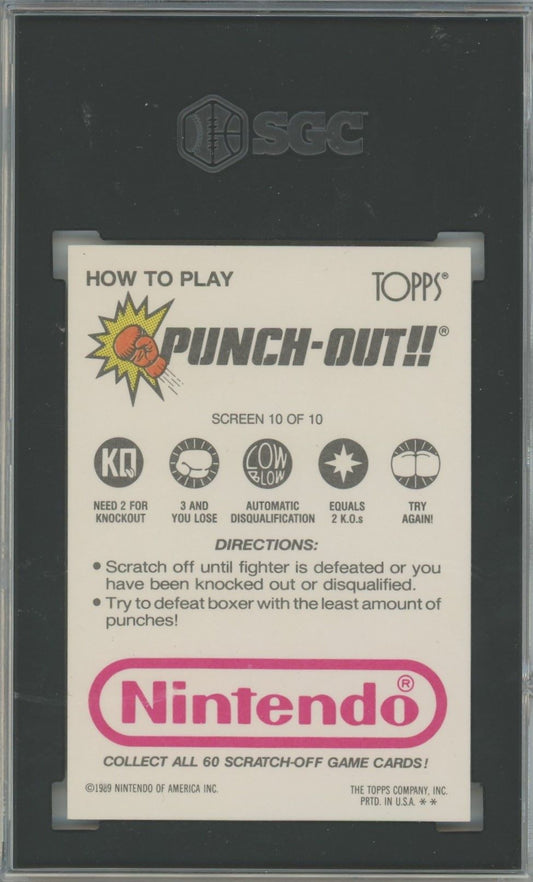 SGC
HOW TO PLAY
TOPPS®
PUNCH-OUT!!®
SCREEN 10 OF 10
KO
LOW BLOW
NEED 2 FOR KNOCKOUT
3 AND YOU LOSE
AUTOMATIC DISQUALIFICATION
EQUALS 2 K.O.s
TRY AGAIN!
DIRECTIONS:
• Scratch off until fighter is defeated or you
have been knocked out or disqualified.
• Try to defeat boxer with the least amount of
punches!
Nintendo®
COLLECT ALL 60 SCRATCH-OFF GAME CARDS!
©1989 NINTENDO OF AMERICA INC.
THE TOPPS COMPANY, INC.
PRTD. IN U.S.A. * *